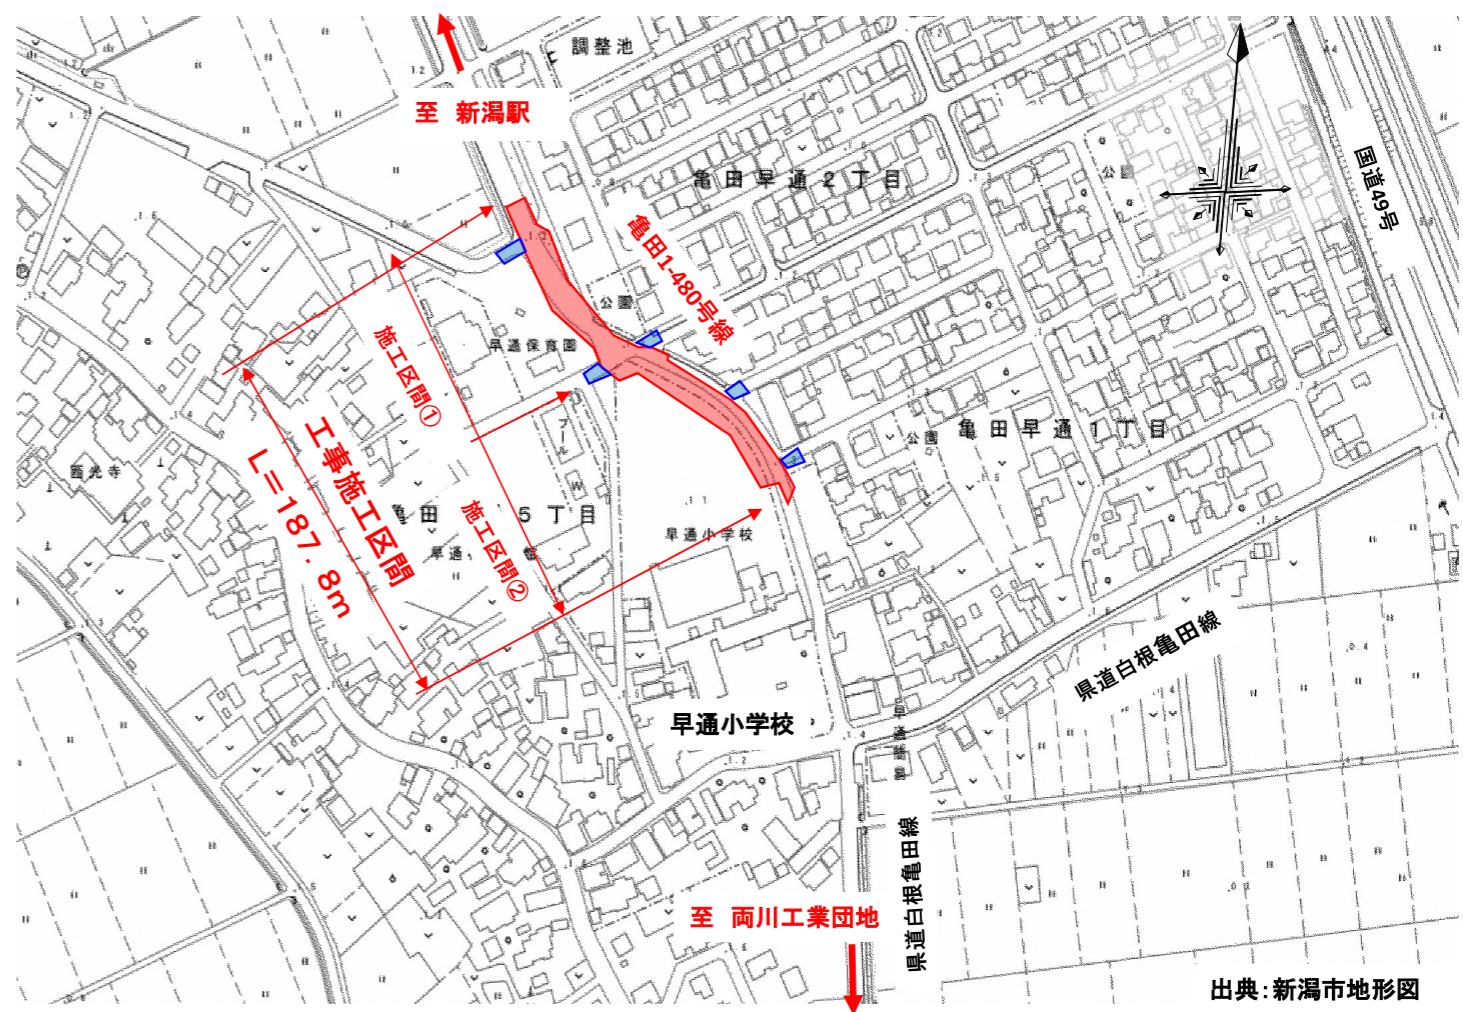 調整池
至 新潟駅
国道49号
亀田早通2丁目
公園
亀田1-480号線
公園
施工区間①
早通保育園
プール
公園
亀田早通1丁目
西光寺
工事施工区間
L=187.8m
亀田
5丁目
施工区間②
早通小学校
早通
県道白根亀田線
早通小学校
県道白根亀田線
至 両川工業団地
出典:新潟市地形図